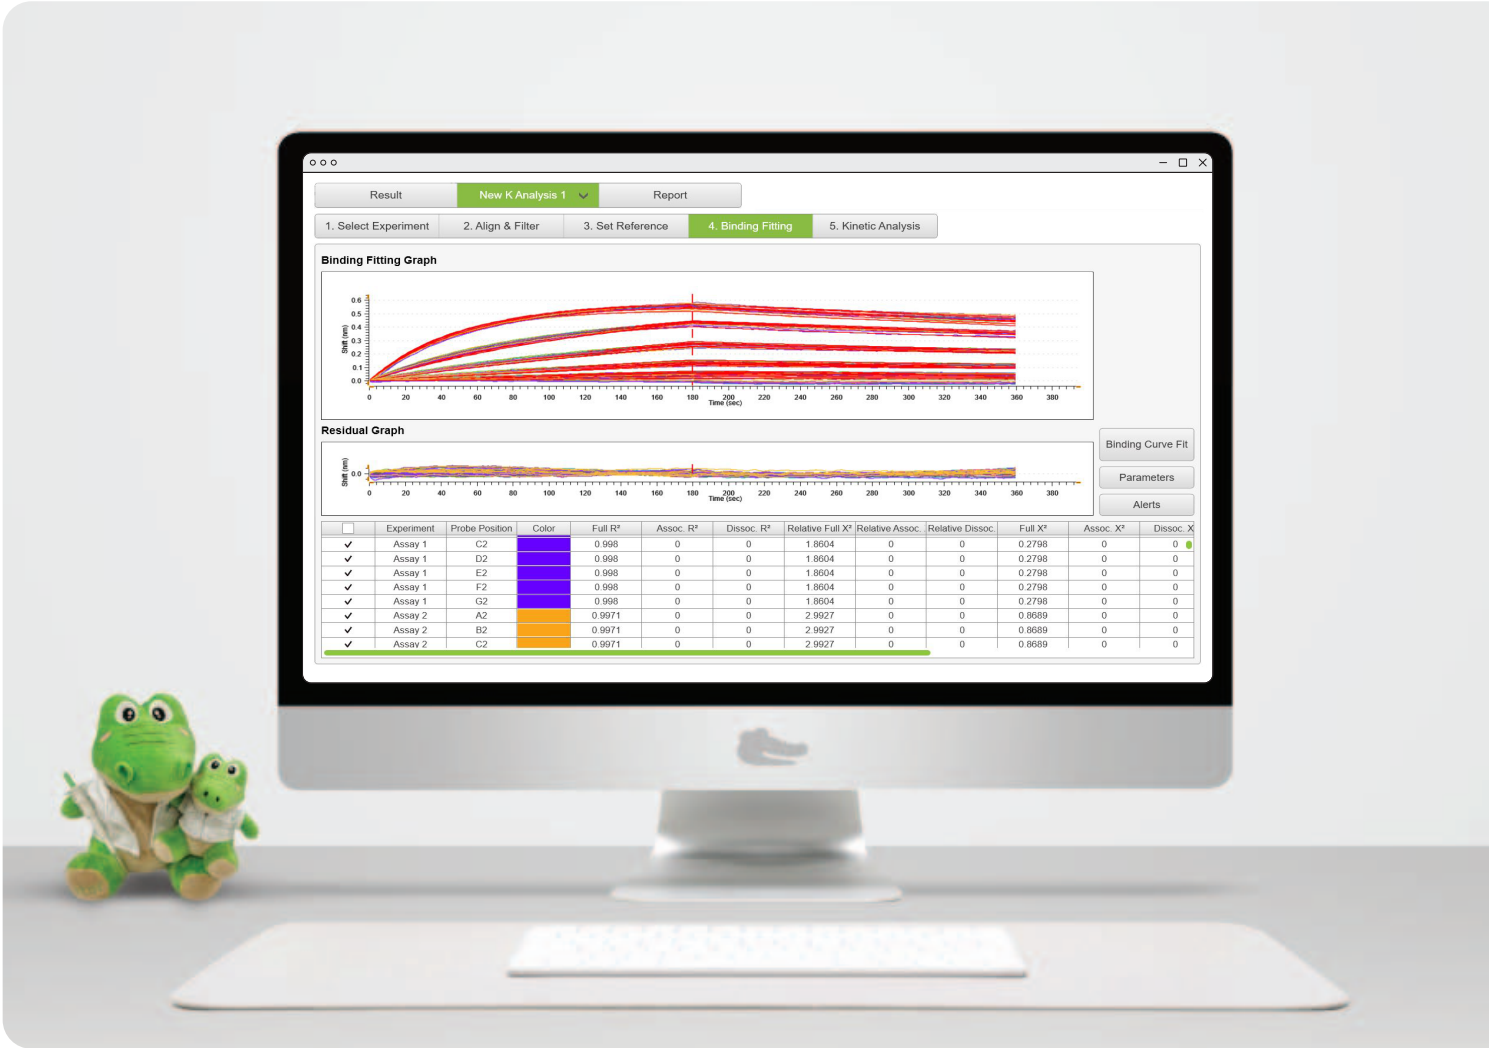 Result New K Analysis 1 Report
1. Select Experiment 2. Align & Filter 3. Set Reference 4. Binding Fitting 5. Kinetic Analysis
Binding Fitting Graph
Shift (nm)
0.6
0.5
0.4
0.3
0.2
0.1
0.0
0 20 40 60 80 100 120 140 160 180 200 220 240 260 280 300 320 340 360 380
Time (sec)
Residual Graph
Shift (nm)
0.0
0 20 40 60 80 100 120 140 160 180 200 220 240 260 280 300 320 340 360 380
Time (sec)
Binding Curve Fit
Parameters
Alerts
Experiment Probe Position Color Full R² Assoc. R² Dissoc. R² Relative Full X² Relative Assoc. Relative Dissoc. Full X² Assoc. X² Dissoc. X
Assay 1 C2 0.998 0 0 1.8604 0 0 0.2798 0 0
Assay 1 D2 0.998 0 0 1.8604 0 0 0.2798 0 0
Assay 1 E2 0.998 0 0 1.8604 0 0 0.2798 0 0
Assay 1 F2 0.998 0 0 1.8604 0 0 0.2798 0 0
Assay 1 G2 0.998 0 0 1.8604 0 0 0.2798 0 0
Assay 2 A2 0.9971 0 0 2.9927 0 0 0.8689 0 0
Assay 2 B2 0.9971 0 0 2.9927 0 0 0.8689 0 0
Assay 2 C2 0.9971 0 0 2.9927 0 0 0.8689 0 0